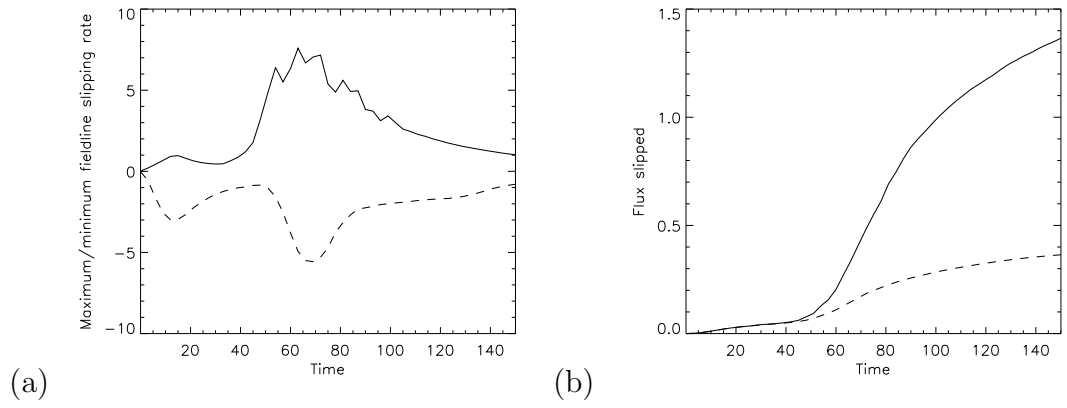 Maximum/minimum fieldline slipping rate
10
5
0
−5
−10
20 40 60 80 100 120 140
Time
(a)
Flux slipped
1.5
1.0
0.5
0.0
20 40 60 80 100 120 140
Time
(b)